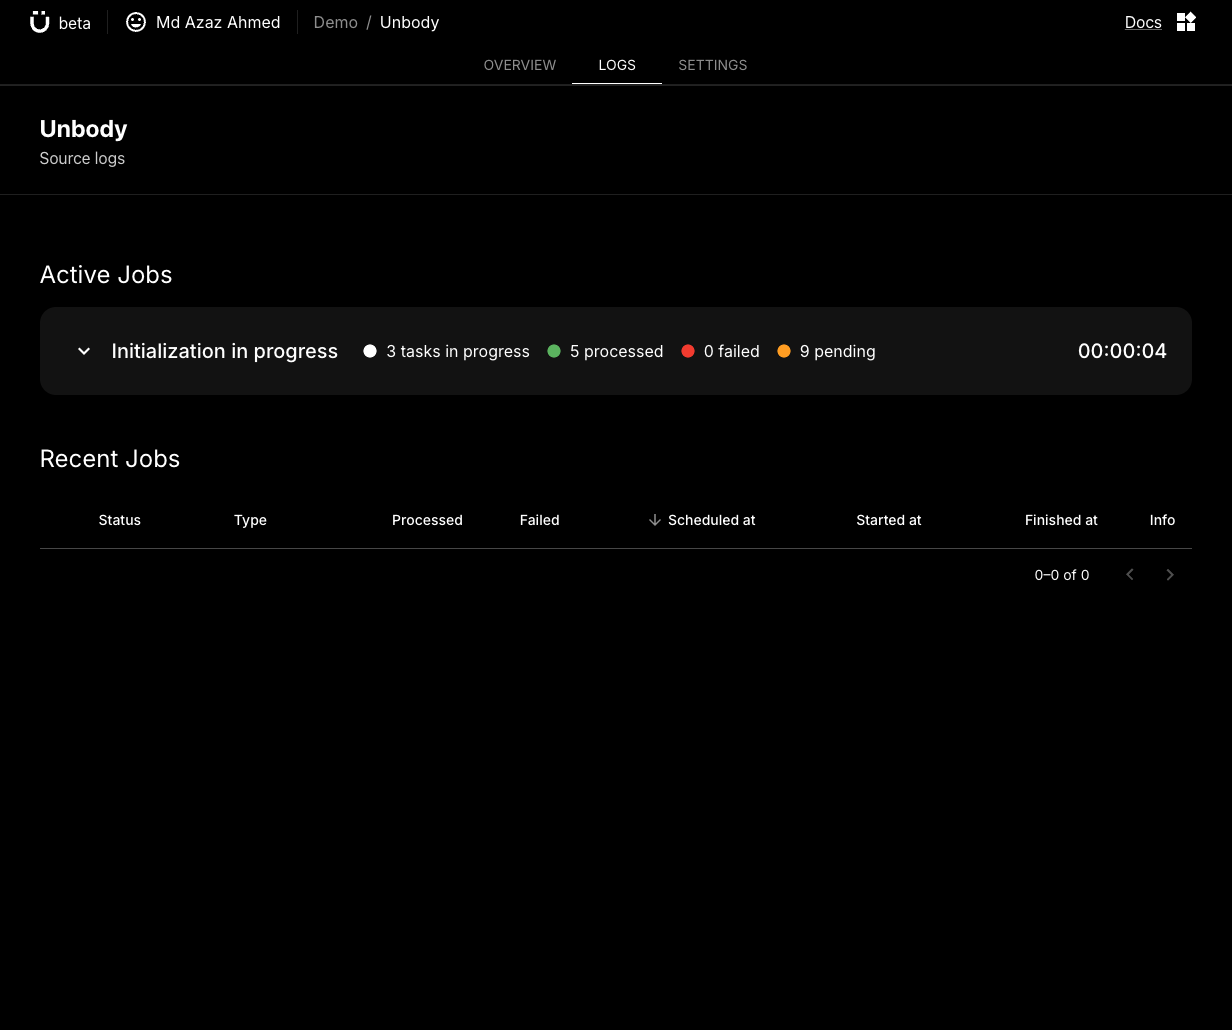 beta Md Azaz Ahmed Demo / Unbody Docs
OVERVIEW LOGS SETTINGS
Unbody
Source logs
Active Jobs
Initialization in progress 3 tasks in progress 5 processed 0 failed 9 pending 00:00:04
Recent Jobs
Status Type Processed Failed Scheduled at Started at Finished at Info
0–0 of 0